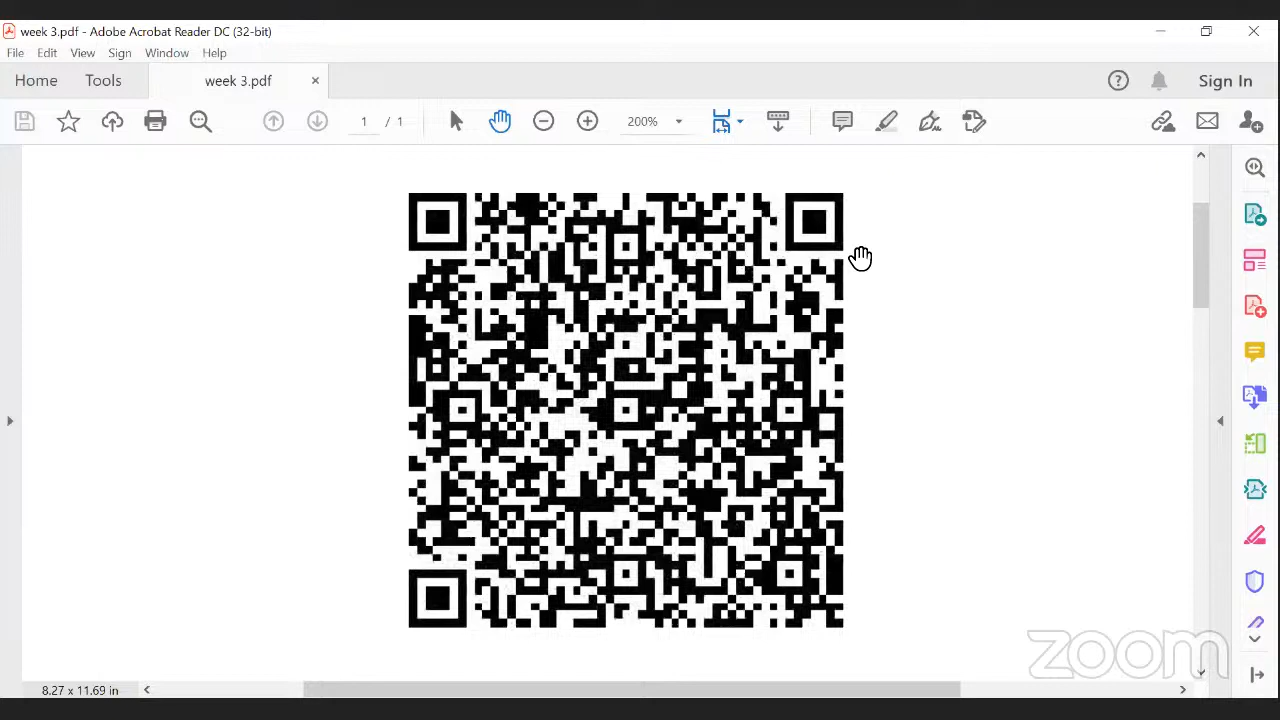 week 3.pdf - Adobe Acrobat Reader DC (32-bit)
File Edit View Sign Window Help
Home Tools week 3.pdf × Sign In
1 / 1 200%
8.27 x 11.69 in
zoom